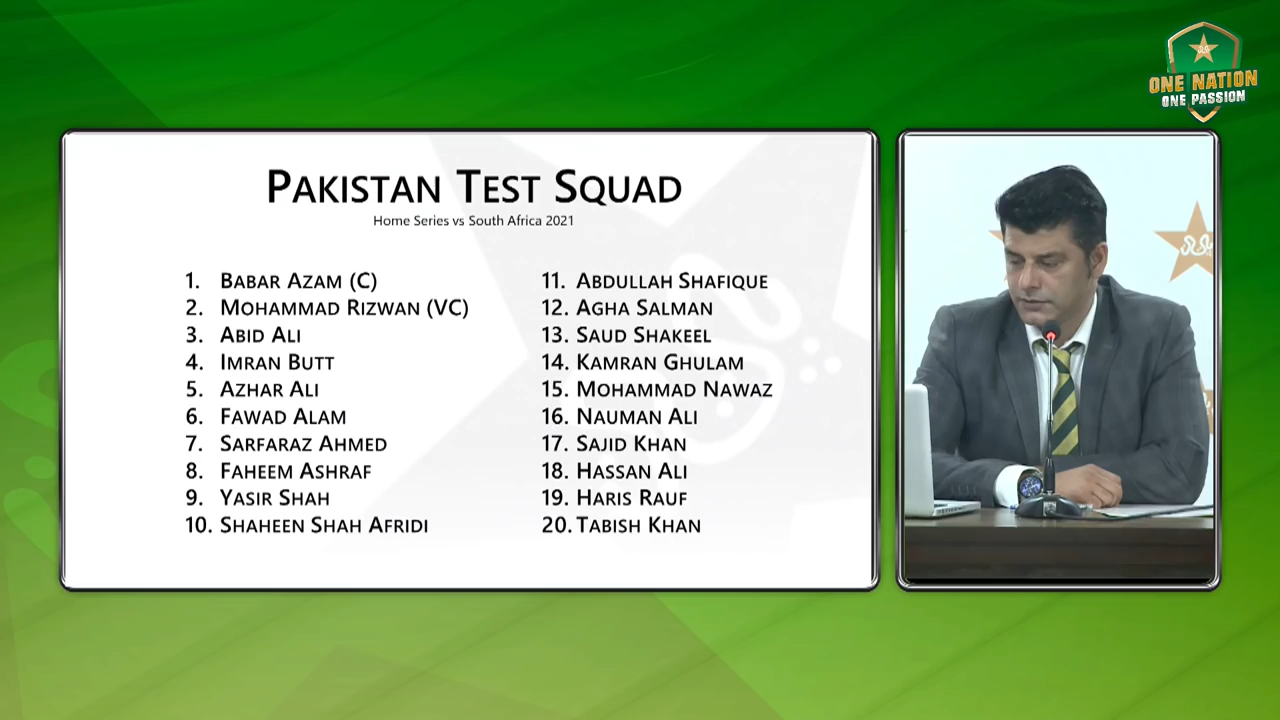 ONE NATION
ONE PASSION
PAKISTAN TEST SQUAD
Home Series vs South Africa 2021
1. BABAR AZAM (C)
2. MOHAMMAD RIZWAN (VC)
3. ABID ALI
4. IMRAN BUTT
5. AZHAR ALI
6. FAWAD ALAM
7. SARFARAZ AHMED
8. FAHEEM ASHRAF
9. YASIR SHAH
10. SHAHEEN SHAH AFRIDI
11. ABDULLAH SHAFIQUE
12. AGHA SALMAN
13. SAUD SHAKEEL
14. KAMRAN GHULAM
15. MOHAMMAD NAWAZ
16. NAUMAN ALI
17. SAJID KHAN
18. HASSAN ALI
19. HARIS RAUF
20. TABISH KHAN